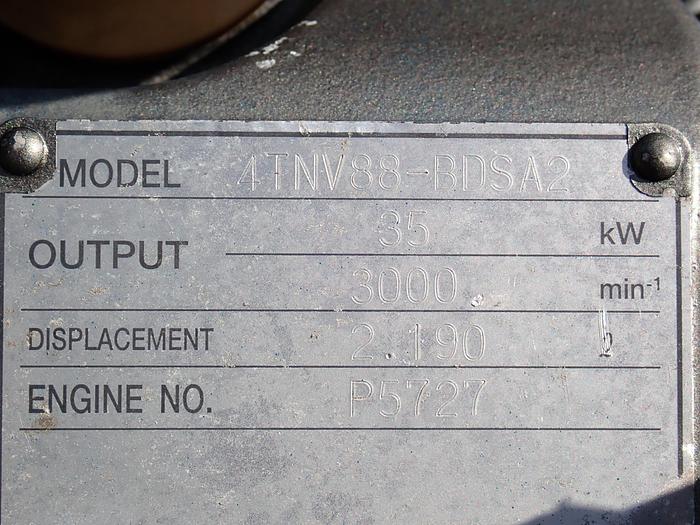 MODEL 4TNV88-BDSA2
OUTPUT 35 kW
3000 min⁻¹
DISPLACEMENT 2.190
ENGINE NO. P5727